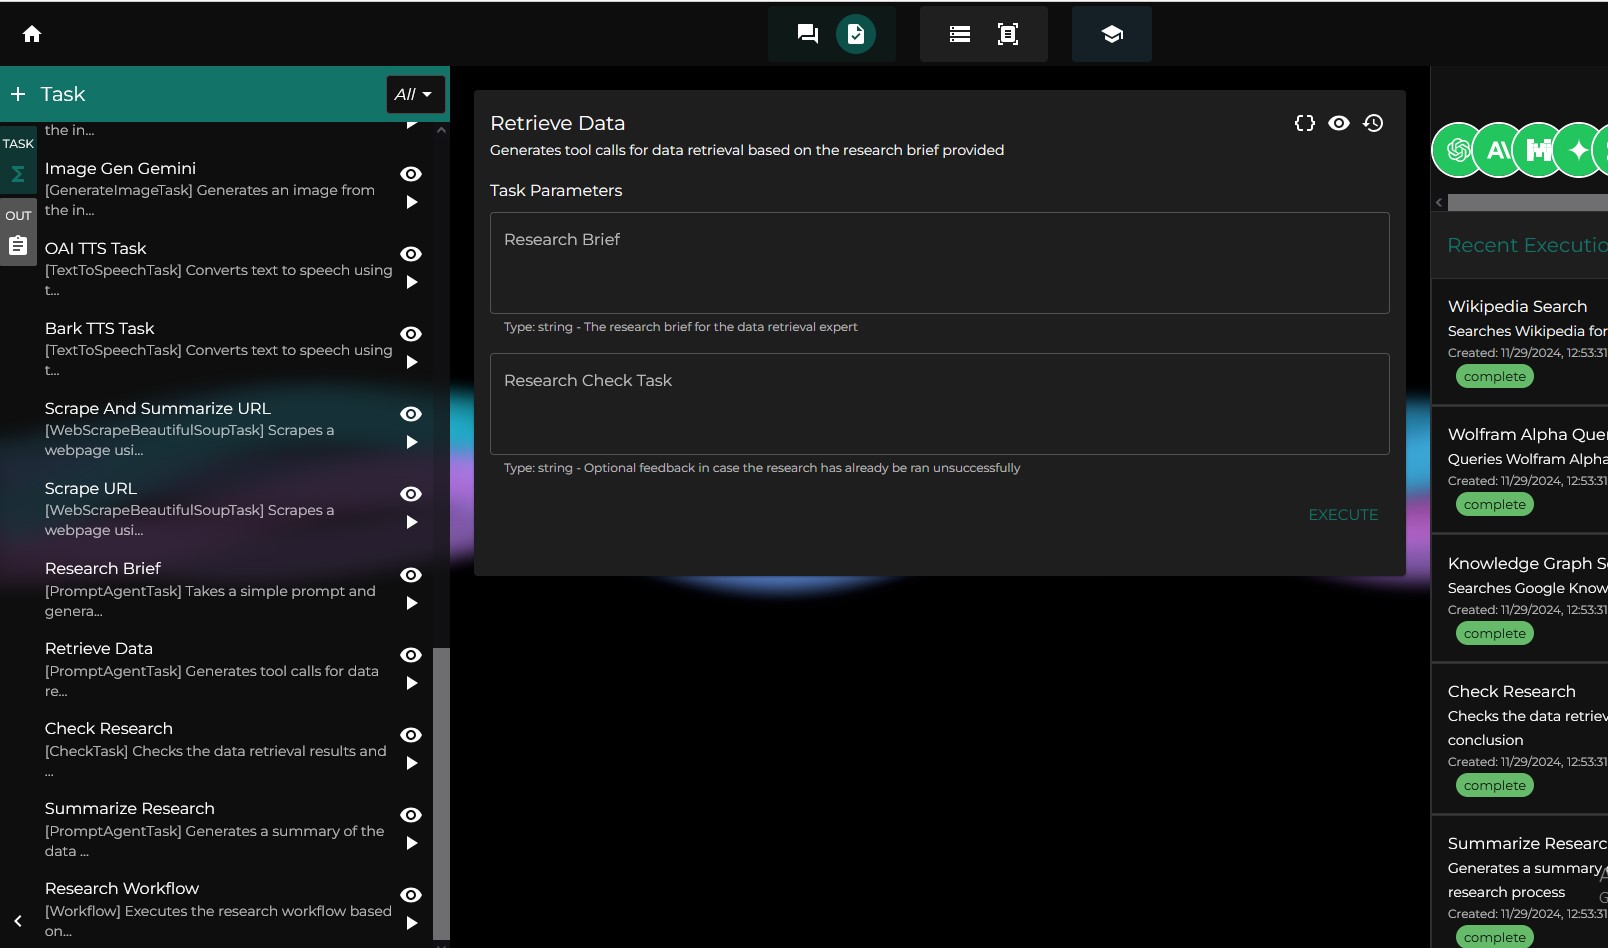 Task
All
TASK
OUT
the in...
Image Gen Gemini
[GenerateImageTask] Generates an image from
the in...
OAI TTS Task
[TextToSpeechTask] Converts text to speech using
t...
Bark TTS Task
[TextToSpeechTask] Converts text to speech using
t...
Scrape And Summarize URL
[WebScrapeBeautifulSoupTask] Scrapes a
webpage usi...
Scrape URL
[WebScrapeBeautifulSoupTask] Scrapes a
webpage usi...
Research Brief
[PromptAgentTask] Takes a simple prompt and
genera...
Retrieve Data
[PromptAgentTask] Generates tool calls for data
re...
Check Research
[CheckTask] Checks the data retrieval results and
...
Summarize Research
[PromptAgentTask] Generates a summary of the
data ...
Research Workflow
[Workflow] Executes the research workflow based
on...
Retrieve Data
Generates tool calls for data retrieval based on the research brief provided
Task Parameters
Research Brief
Type: string - The research brief for the data retrieval expert
Research Check Task
Type: string - Optional feedback in case the research has already be ran unsuccessfully
EXECUTE
Recent Executio
Wikipedia Search
Searches Wikipedia for
Created: 11/29/2024, 12:53:31
complete
Wolfram Alpha Quer
Queries Wolfram Alpha
Created: 11/29/2024, 12:53:31
complete
Knowledge Graph Se
Searches Google Know
Created: 11/29/2024, 12:53:31
complete
Check Research
Checks the data retriev
conclusion
Created: 11/29/2024, 12:53:31
complete
Summarize Researc
Generates a summary
research process
Created: 11/29/2024, 12:53:31
complete